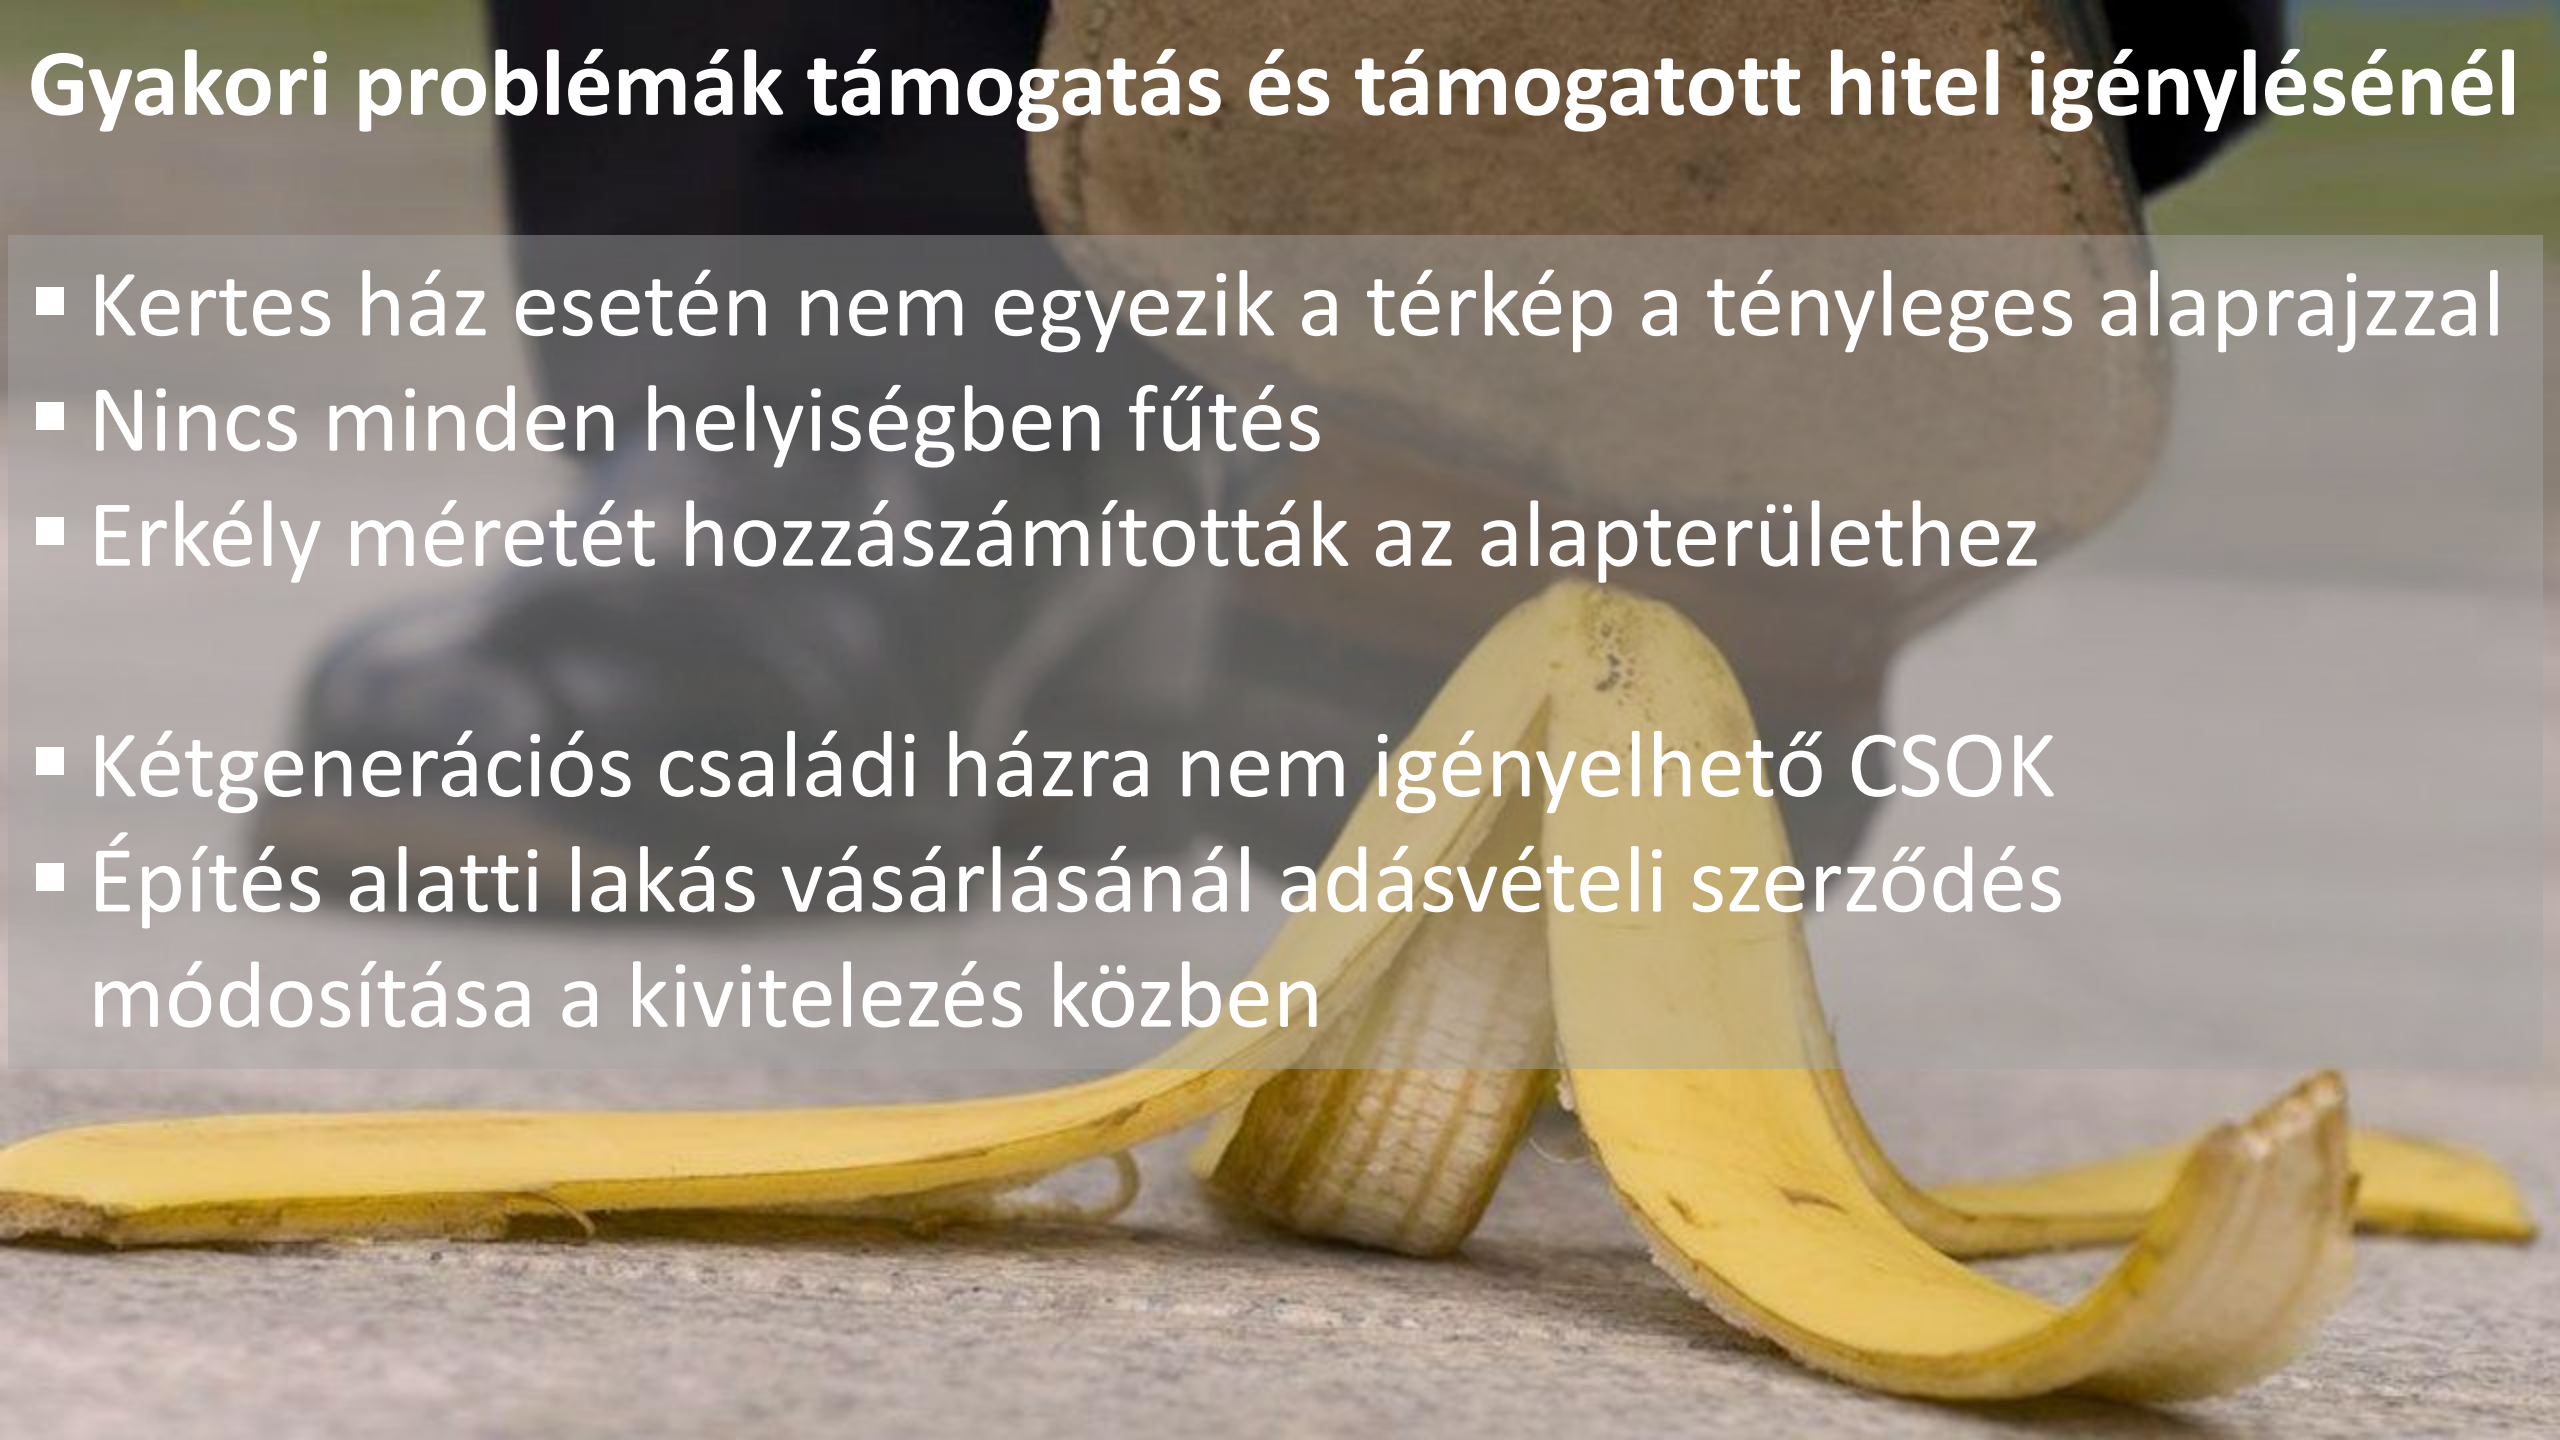 Gyakori problémák támogatás és támogatott hitel igénylésénél
▪ Kertes ház esetén nem egyezik a térkép a tényleges alaprajzzal
▪ Nincs minden helyiségben fűtés
▪ Erkély méretét hozzászámították az alapterülethez
▪ Kétgenerációs családi házra nem igényelhető CSOK
▪ Építés alatti lakás vásárlásánál adásvételi szerződés
módosítása a kivitelezés közben